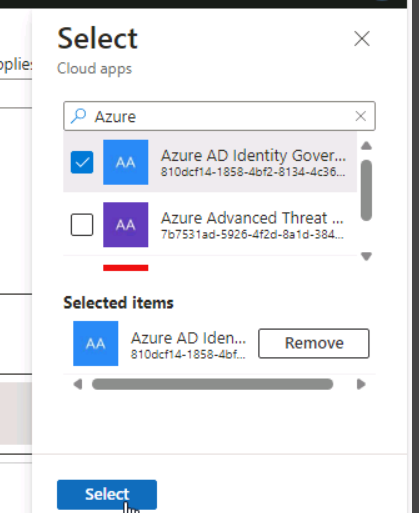 Select
Cloud apps
pplies
Azure
AA
Azure AD Identity Gover...
810dcf14-1858-4bf2-8134-4c36...
AA
Azure Advanced Threat ...
7b7531ad-5926-4f2d-8a1d-384...
Selected items
AA
Azure AD Iden...
810dcf14-1858-4bf...
Remove
Select